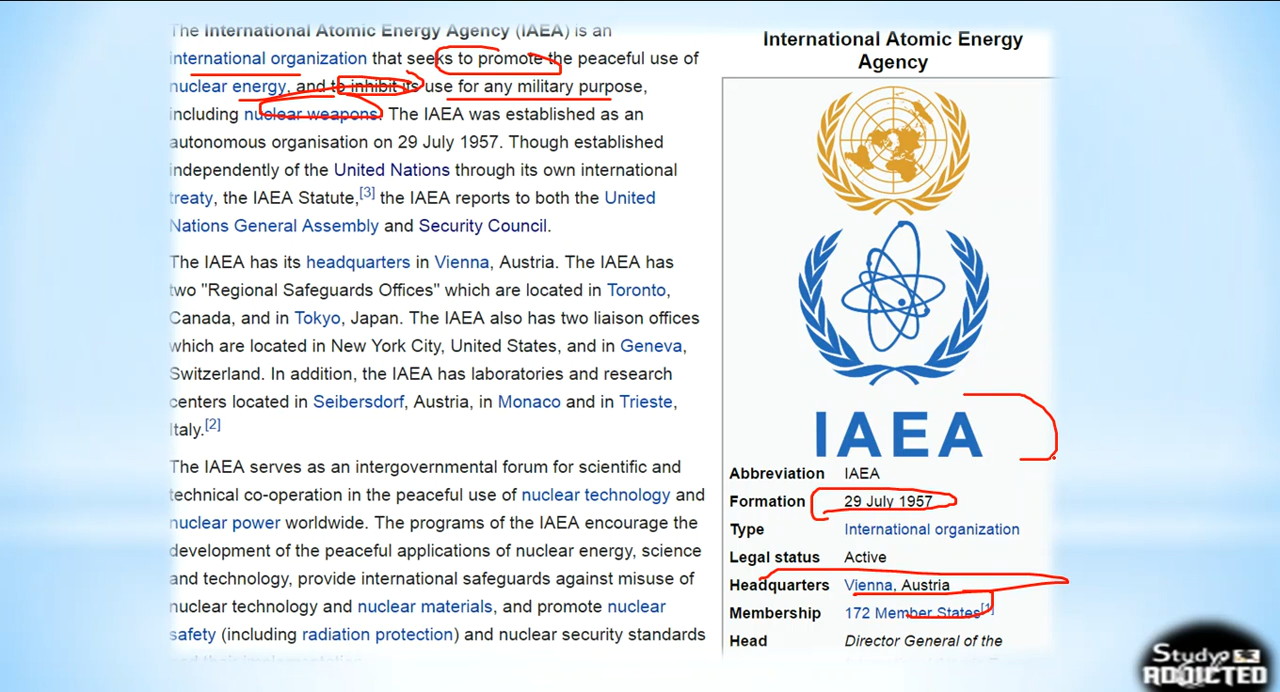 The International Atomic Energy Agency (IAEA) is an
international organization that seeks to promote the peaceful use of
nuclear energy, and to inhibit its use for any military purpose,
including nuclear weapons. The IAEA was established as an
autonomous organisation on 29 July 1957. Though established
independently of the United Nations through its own international
treaty, the IAEA Statute,[3] the IAEA reports to both the United
Nations General Assembly and Security Council.
The IAEA has its headquarters in Vienna, Austria. The IAEA has
two "Regional Safeguards Offices" which are located in Toronto,
Canada, and in Tokyo, Japan. The IAEA also has two liaison offices
which are located in New York City, United States, and in Geneva,
Switzerland. In addition, the IAEA has laboratories and research
centers located in Seibersdorf, Austria, in Monaco and in Trieste,
Italy.[2]
The IAEA serves as an intergovernmental forum for scientific and
technical co-operation in the peaceful use of nuclear technology and
nuclear power worldwide. The programs of the IAEA encourage the
development of the peaceful applications of nuclear energy, science
and technology, provide international safeguards against misuse of
nuclear technology and nuclear materials, and promote nuclear
safety (including radiation protection) and nuclear security standards
International Atomic Energy
Agency
IAEA
Abbreviation IAEA
Formation 29 July 1957
Type International organization
Legal status Active
Headquarters Vienna, Austria
Membership 172 Member States[1]
Head Director General of the
Study
ADDICTED